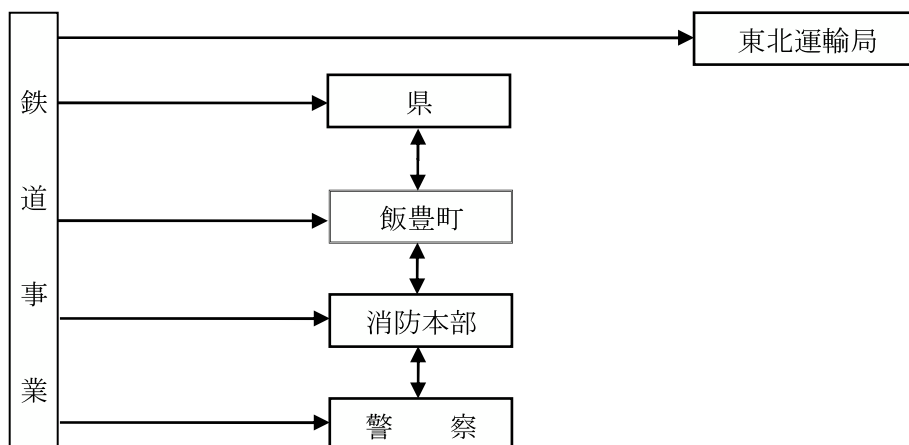 鉄道事業
東北運輸局
県
飯豊町
消防本部
警　　察